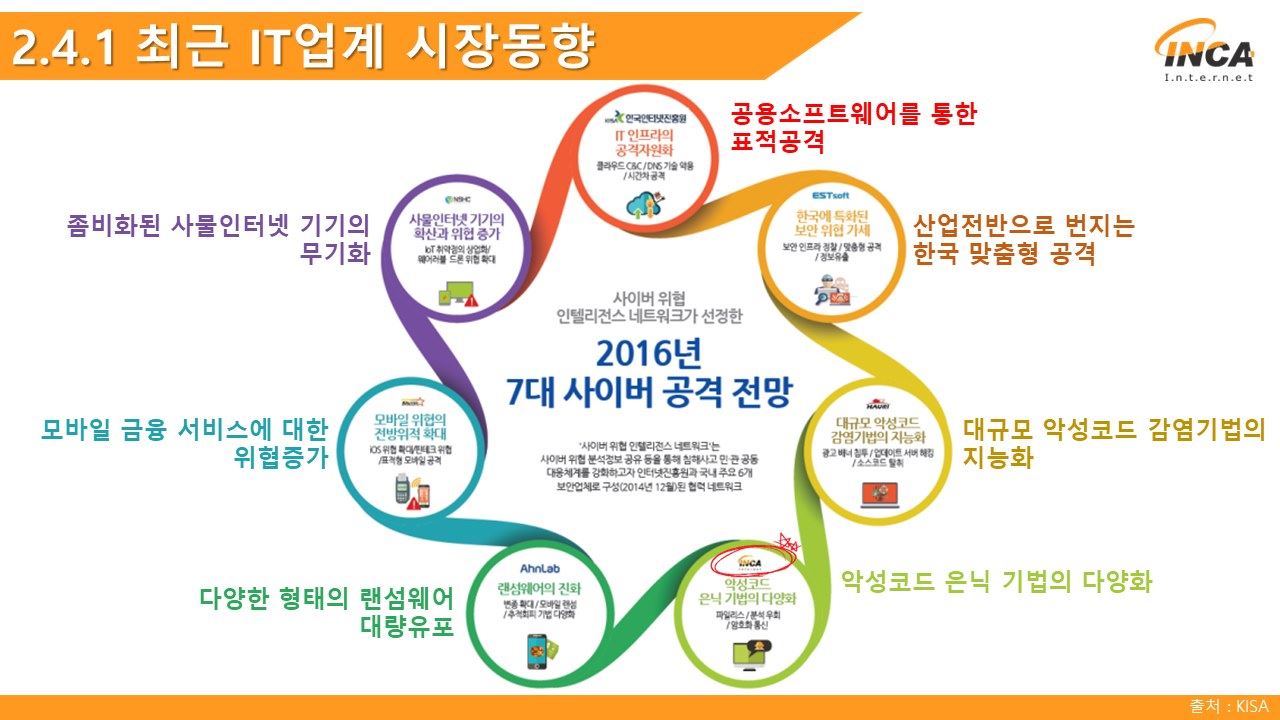 2.4.1 최근 IT업계 시장동향
INCA
I.n.t.e.r.n.e.t
공용소프트웨어를 통한
표적공격
KISA 한국인터넷진흥원
IT 인프라의
공격자원화
클라우드 C&C / DNS 기술 악용
/ 시간차 공격
좀비화된 사물인터넷 기기의
무기화
NSHC
사물인터넷 기기의
확산과 위협 증가
IoT 취약점의 상업화/
웨어러블 드론 위협 확대
ESTsoft
한국에 특화된
보안 위협 가세
보안 인프라 정찰 / 맞춤형 공격
/ 정보유출
산업전반으로 번지는
한국 맞춤형 공격
사이버 위협
인텔리전스 네트워크가 선정한
2016년
7대 사이버 공격 전망
'사이버 위협 인텔리전스 네트워크'는
사이버 위협 분석정보 공유 등을 통해 침해사고 민·관 공동
대응체계를 강화하고자 인터넷진흥원과 국내 주요 6개
보안업체로 구성(2014년 12월)된 협력 네트워크
모바일 금융 서비스에 대한
위협증가
모바일 위협의
전방위적 확대
iOS 위협 확대/핀테크 위협
/표적형 모바일 공격
HAURI
대규모 악성코드
감염기법의 지능화
광고 배너 침투 / 업데이트 서버 해킹
/ 소스코드 탈취
대규모 악성코드 감염기법의
지능화
다양한 형태의 랜섬웨어
대량유포
AhnLab
랜섬웨어의 진화
변종 확대 / 모바일 랜섬
/ 추적회피 기법 다양화
INCA
악성코드
은닉 기법의 다양화
파일리스 / 분석 우회
/ 암호화 통신
악성코드 은닉 기법의 다양화
출처 : KISA